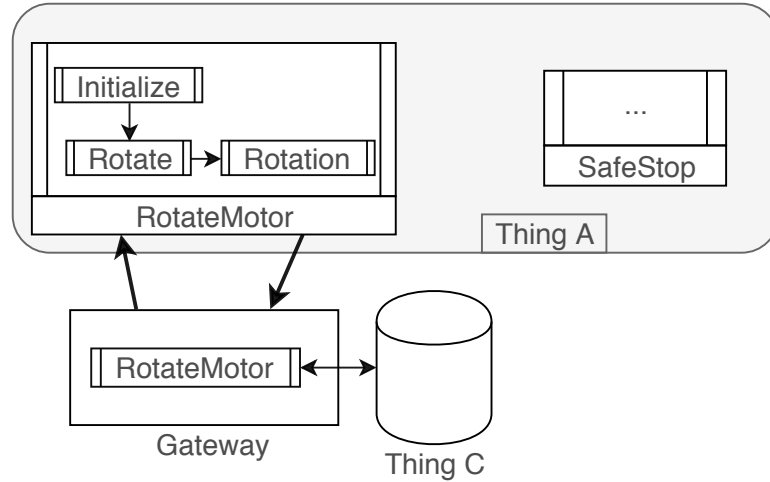 Initialize
...
Rotate
Rotation
SafeStop
RotateMotor
Thing A
RotateMotor
Gateway
Thing C